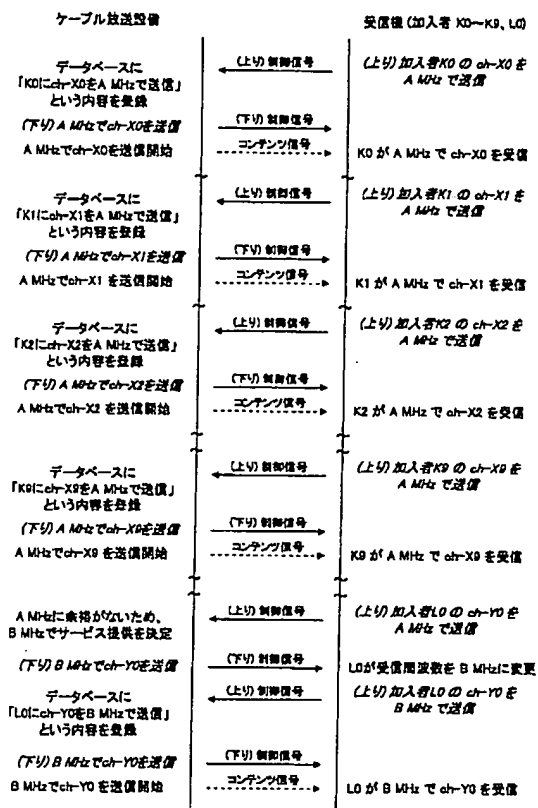 ケーブル放送設備
受信機(加入者 K0〜K9、L0)
データベースに
「K0にch-X0をA MHzで送信」
という内容を登録
(上り)制御信号
(上り)加入者K0 の ch-X0 を
A MHz で送信
(下り) A MHzでch-X0を送信
(下り)制御信号
A MHzでch-X0を送信開始
コンテンツ信号
K0 が A MHz で ch-X0 を受信
データベースに
「K1にch-X1をA MHzで送信」
という内容を登録
(上り)制御信号
(上り)加入者K1 の ch-X1 を
A MHz で送信
(下り) A MHzでch-X1を送信
(下り)制御信号
A MHzでch-X1 を送信開始
コンテンツ信号
K1 が A MHz で ch-X1 を受信
データベースに
「K2にch-X2をA MHzで送信」
という内容を登録
(上り)制御信号
(上り)加入者K2 の ch-X2 を
A MHz で送信
(下り) A MHzでch-X2を送信
(下り)制御信号
A MHzでch-X2 を送信開始
コンテンツ信号
K2 が A MHz で ch-X2 を受信
データベースに
「K9にch-X9をA MHzで送信」
という内容を登録
(上り)制御信号
(上り)加入者K9 の ch-X9 を
A MHz で送信
(下り) A MHzでch-X9を送信
(下り)制御信号
A MHzでch-X9 を送信開始
コンテンツ信号
K9 が A MHz で ch-X9 を受信
A MHzに余裕がないため、
B MHzでサービス提供を決定
(上り)制御信号
(上り)加入者L0 の ch-Y0 を
A MHz で送信
(下り) B MHzでch-Y0を送信
(下り)制御信号
L0が受信周波数を B MHzに変更
データベースに
「L0にch-Y0をB MHzで送信」
という内容を登録
(上り)制御信号
(上り)加入者L0 の ch-Y0 を
B MHz で送信
(下り) B MHzでch-Y0を送信
(下り)制御信号
B MHzでch-Y0 を送信開始
コンテンツ信号
L0 が B MHz で ch-Y0 を受信